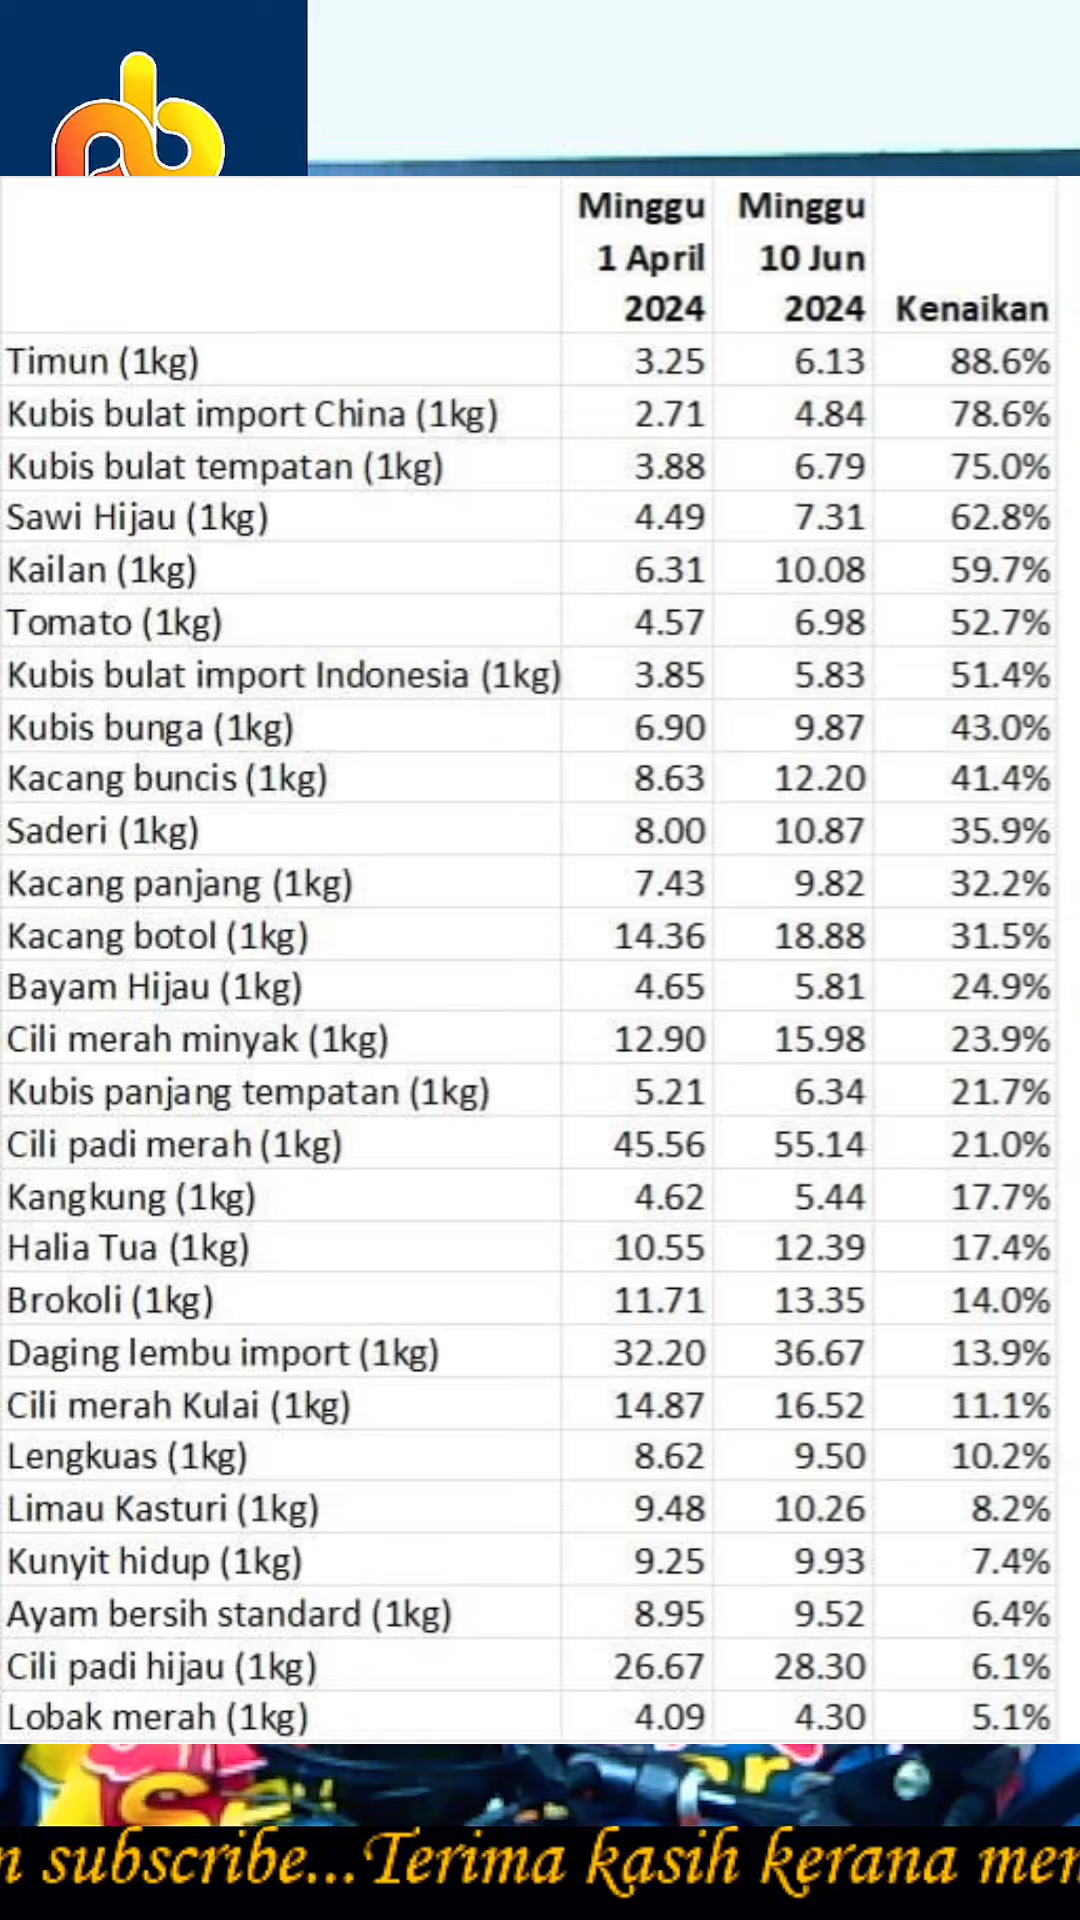 Minggu 1 April 2024 Minggu 10 Jun 2024 Kenaikan
Timun (1kg) 3.25 6.13 88.6%
Kubis bulat import China (1kg) 2.71 4.84 78.6%
Kubis bulat tempatan (1kg) 3.88 6.79 75.0%
Sawi Hijau (1kg) 4.49 7.31 62.8%
Kailan (1kg) 6.31 10.08 59.7%
Tomato (1kg) 4.57 6.98 52.7%
Kubis bulat import Indonesia (1kg) 3.85 5.83 51.4%
Kubis bunga (1kg) 6.90 9.87 43.0%
Kacang buncis (1kg) 8.63 12.20 41.4%
Saderi (1kg) 8.00 10.87 35.9%
Kacang panjang (1kg) 7.43 9.82 32.2%
Kacang botol (1kg) 14.36 18.88 31.5%
Bayam Hijau (1kg) 4.65 5.81 24.9%
Cili merah minyak (1kg) 12.90 15.98 23.9%
Kubis panjang tempatan (1kg) 5.21 6.34 21.7%
Cili padi merah (1kg) 45.56 55.14 21.0%
Kangkung (1kg) 4.62 5.44 17.7%
Halia Tua (1kg) 10.55 12.39 17.4%
Brokoli (1kg) 11.71 13.35 14.0%
Daging lembu import (1kg) 32.20 36.67 13.9%
Cili merah Kulai (1kg) 14.87 16.52 11.1%
Lengkuas (1kg) 8.62 9.50 10.2%
Limau Kasturi (1kg) 9.48 10.26 8.2%
Kunyit hidup (1kg) 9.25 9.93 7.4%
Ayam bersih standard (1kg) 8.95 9.52 6.4%
Cili padi hijau (1kg) 26.67 28.30 6.1%
Lobak merah (1kg) 4.09 4.30 5.1%
n subscribe...Terima kasih kerana mer